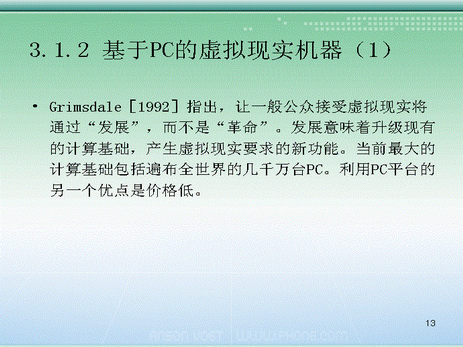 3.1.2 基于PC的虚拟现实机器（1）
• Grimsdale［1992］指出，让一般公众接受虚拟现实将
通过“发展”，而不是“革命”。发展意味着升级现有
的计算基础，产生虚拟现实要求的新功能。当前最大的
计算基础包括遍布全世界的几千万台PC。利用PC平台的
另一个优点是价格低。
13